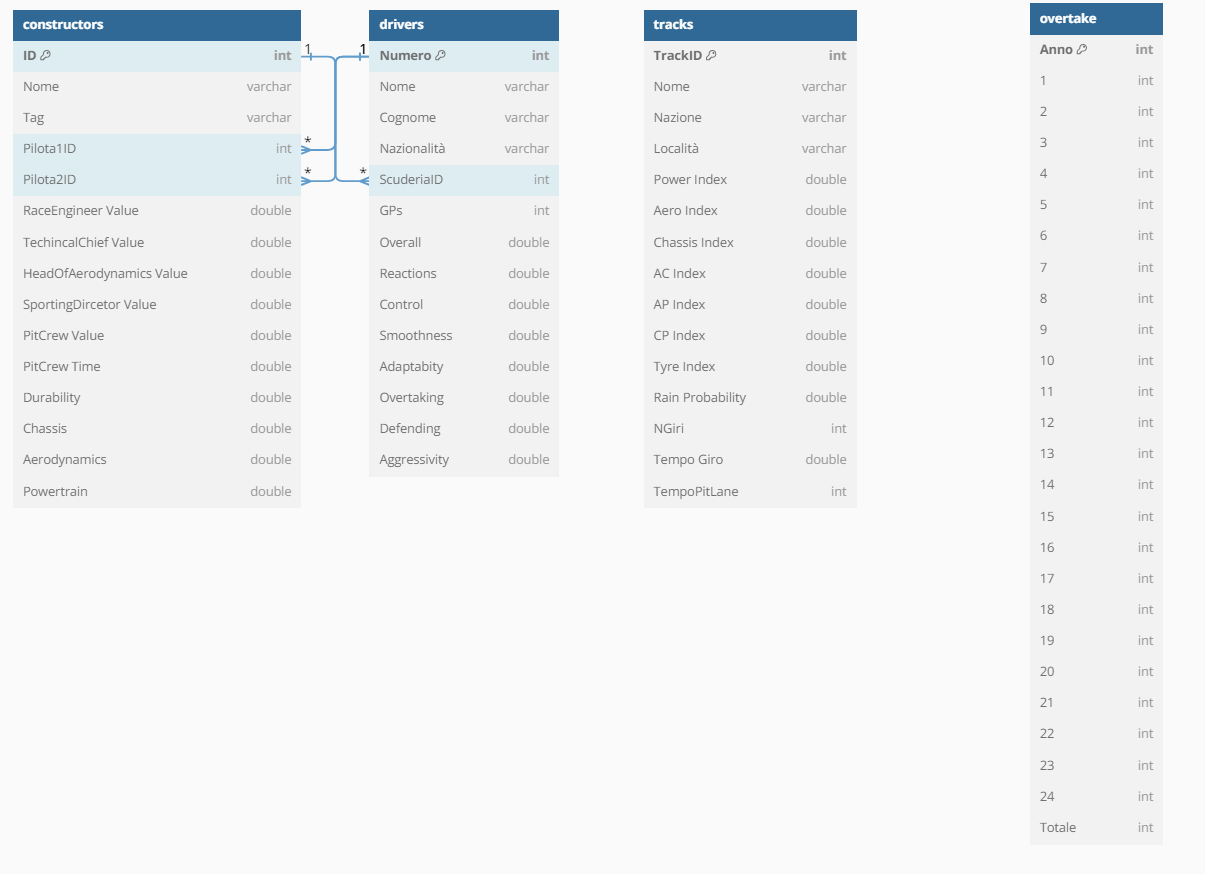 constructors
ID int
Nome varchar
Tag varchar
Pilota1ID int
Pilota2ID int
RaceEngineer Value double
TechincalChief Value double
HeadOfAerodynamics Value double
SportingDircetor Value double
PitCrew Value double
PitCrew Time double
Durability double
Chassis double
Aerodynamics double
Powertrain double
1 1
*
* *
drivers
Numero int
Nome varchar
Cognome varchar
Nazionalità varchar
ScuderiaID int
GPs int
Overall double
Reactions double
Control double
Smoothness double
Adaptabity double
Overtaking double
Defending double
Aggressivity double
tracks
TrackID int
Nome varchar
Nazione varchar
Località varchar
Power Index double
Aero Index double
Chassis Index double
AC Index double
AP Index double
CP Index double
Tyre Index double
Rain Probability double
NGiri int
Tempo Giro double
TempoPitLane int
overtake
Anno int
1 int
2 int
3 int
4 int
5 int
6 int
7 int
8 int
9 int
10 int
11 int
12 int
13 int
14 int
15 int
16 int
17 int
18 int
19 int
20 int
21 int
22 int
23 int
24 int
Totale int